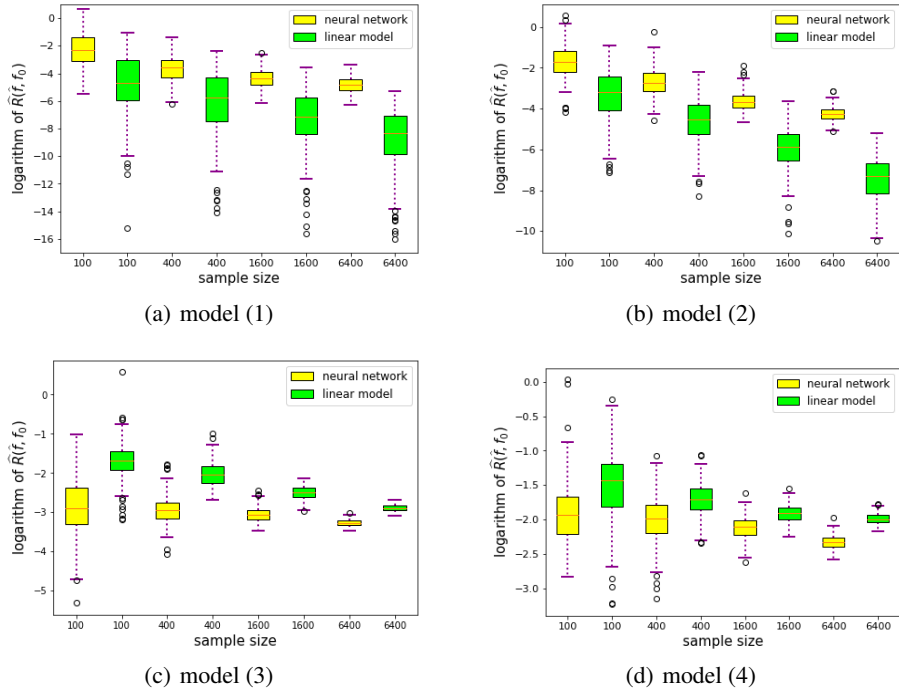 0
−2
−4
−6
−8
−10
−12
−14
−16
logarithm of R̂(f, f₀)
neural network
linear model
100 100 400 400 1600 1600 6400 6400
sample size
(a) model (1)
0
−2
−4
−6
−8
−10
logarithm of R̂(f, f₀)
neural network
linear model
100 100 400 400 1600 1600 6400 6400
sample size
(b) model (2)
0
−1
−2
−3
−4
−5
logarithm of R̂(f, f₀)
neural network
linear model
100 100 400 400 1600 1600 6400 6400
sample size
(c) model (3)
0.0
−0.5
−1.0
−1.5
−2.0
−2.5
−3.0
logarithm of R̂(f, f₀)
neural network
linear model
100 100 400 400 1600 1600 6400 6400
sample size
(d) model (4)